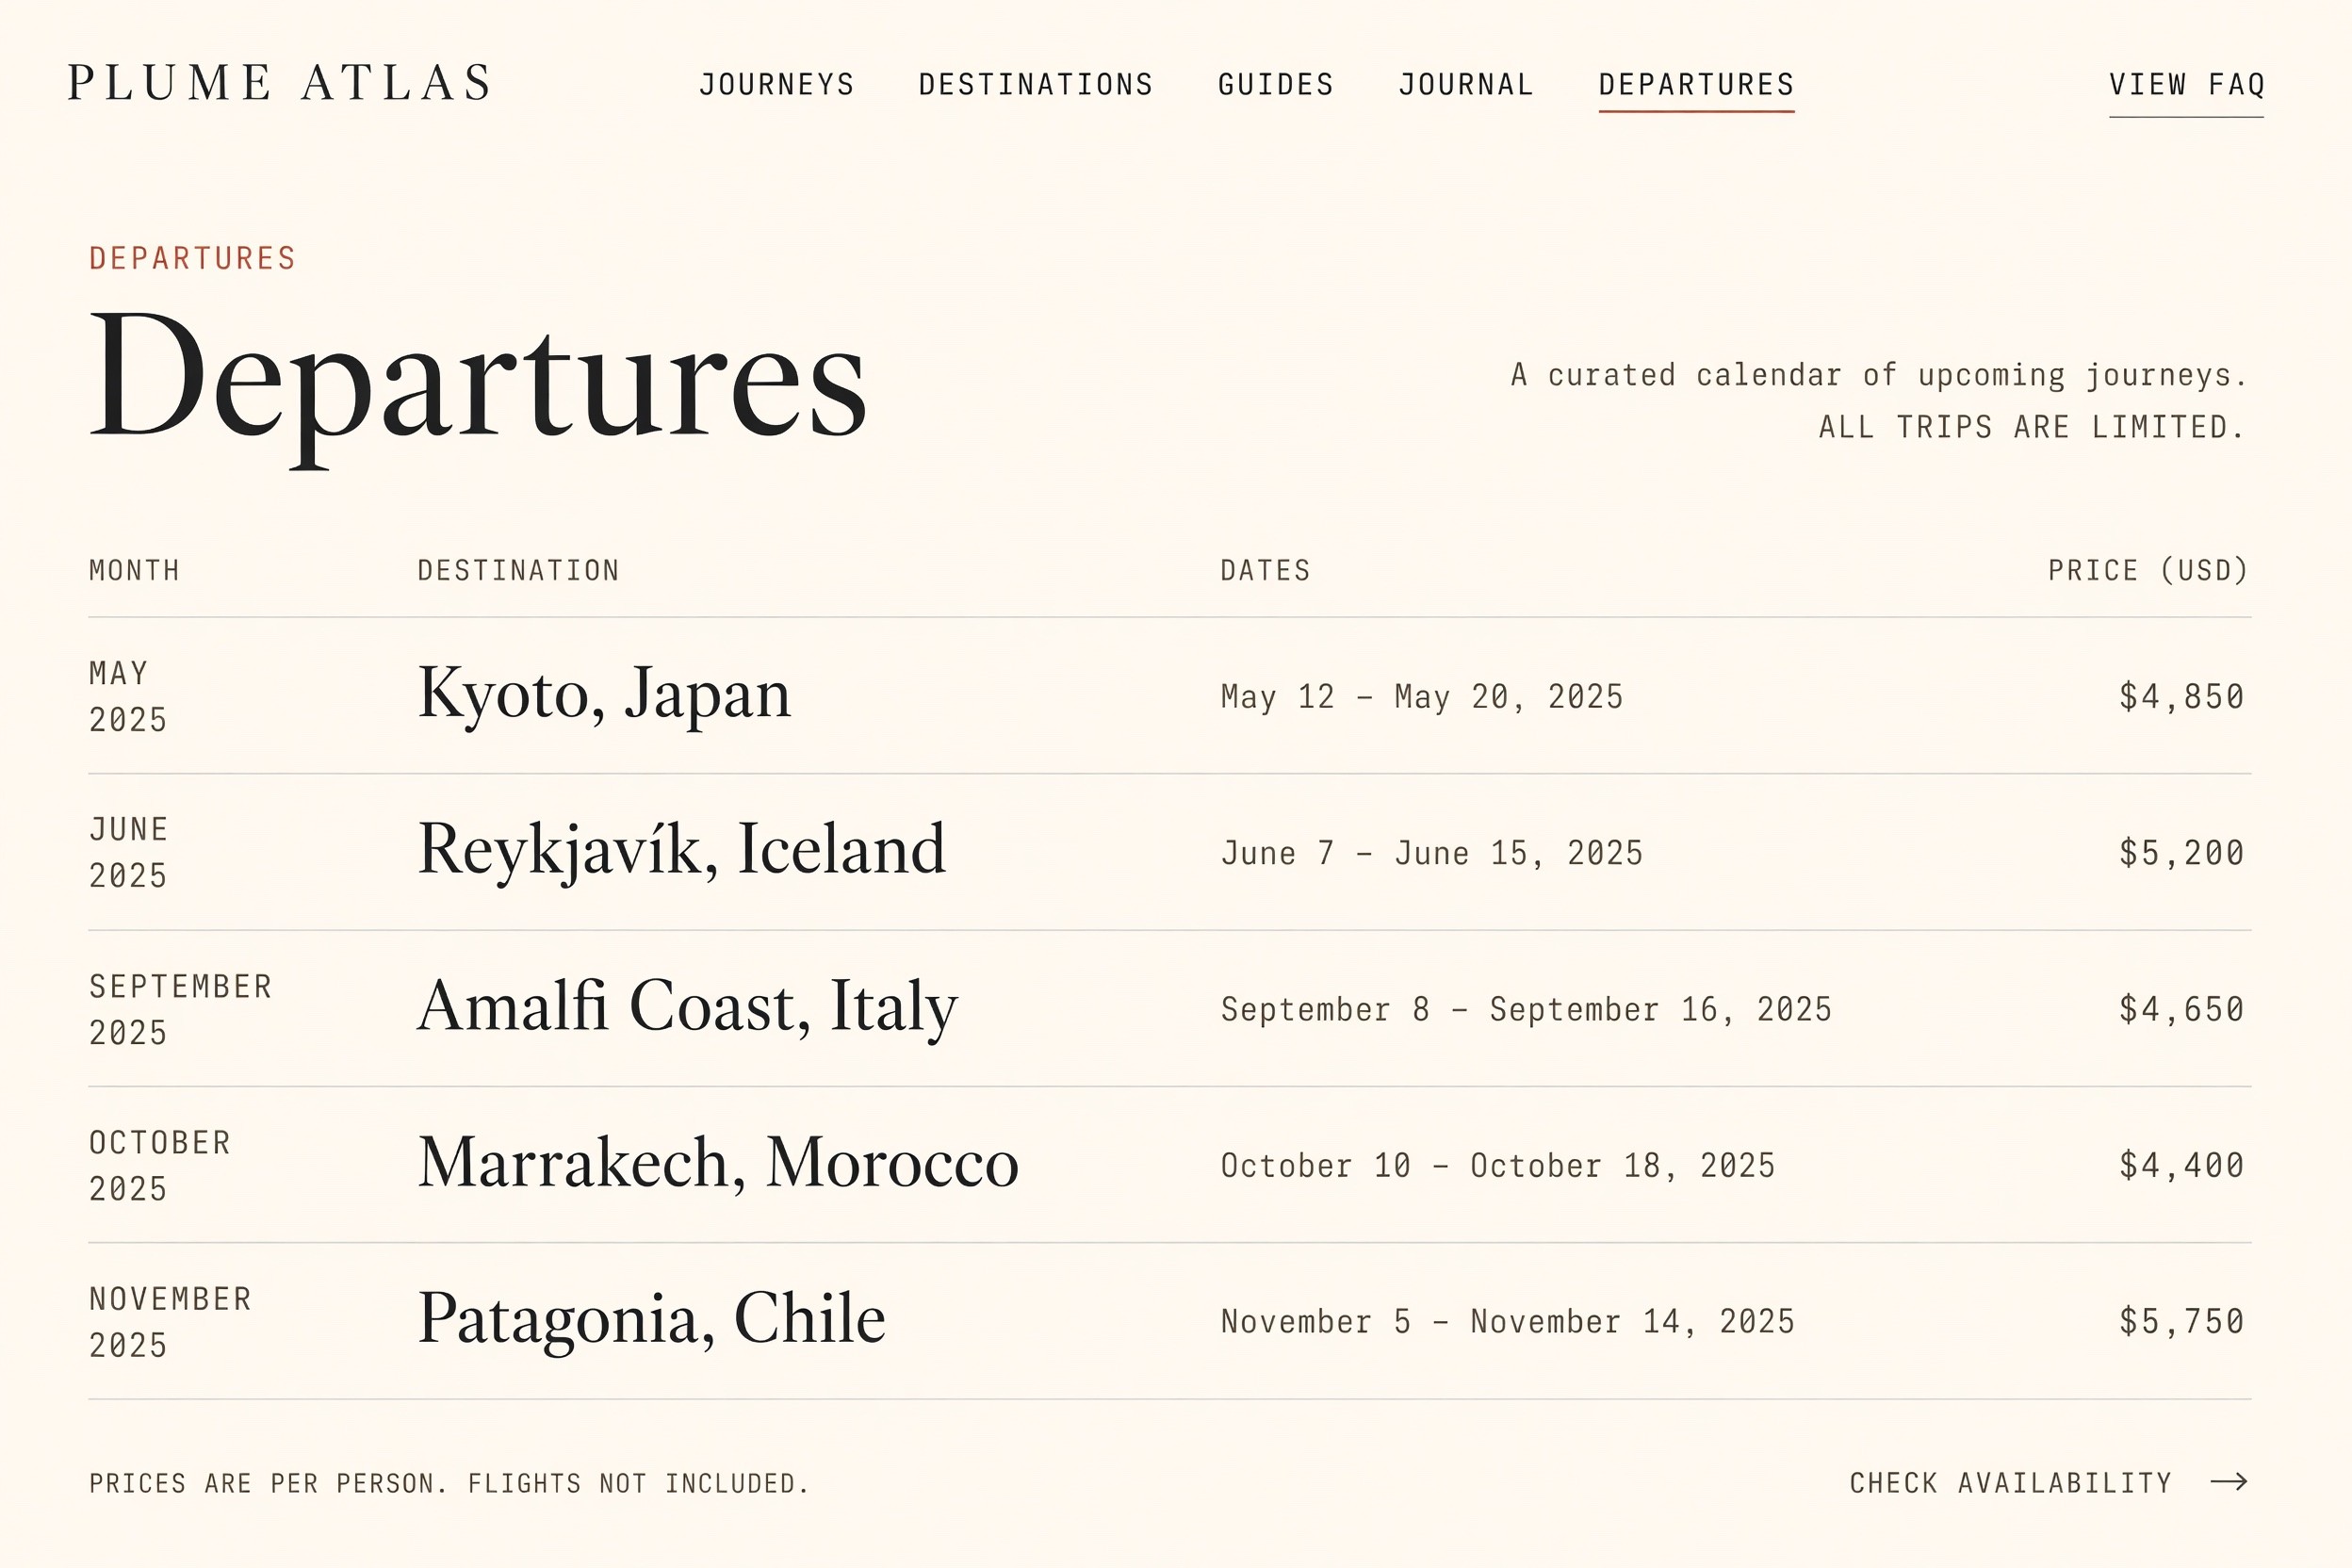 PLUME ATLAS
JOURNEYS DESTINATIONS GUIDES JOURNAL DEPARTURES
VIEW FAQ
DEPARTURES
Departures
A curated calendar of upcoming journeys.
ALL TRIPS ARE LIMITED.
MONTH DESTINATION DATES PRICE (USD)
MAY
2025
Kyoto, Japan
May 12 – May 20, 2025
$4,850
JUNE
2025
Reykjavík, Iceland
June 7 – June 15, 2025
$5,200
SEPTEMBER
2025
Amalfi Coast, Italy
September 8 – September 16, 2025
$4,650
OCTOBER
2025
Marrakech, Morocco
October 10 – October 18, 2025
$4,400
NOVEMBER
2025
Patagonia, Chile
November 5 – November 14, 2025
$5,750
PRICES ARE PER PERSON. FLIGHTS NOT INCLUDED.
CHECK AVAILABILITY →